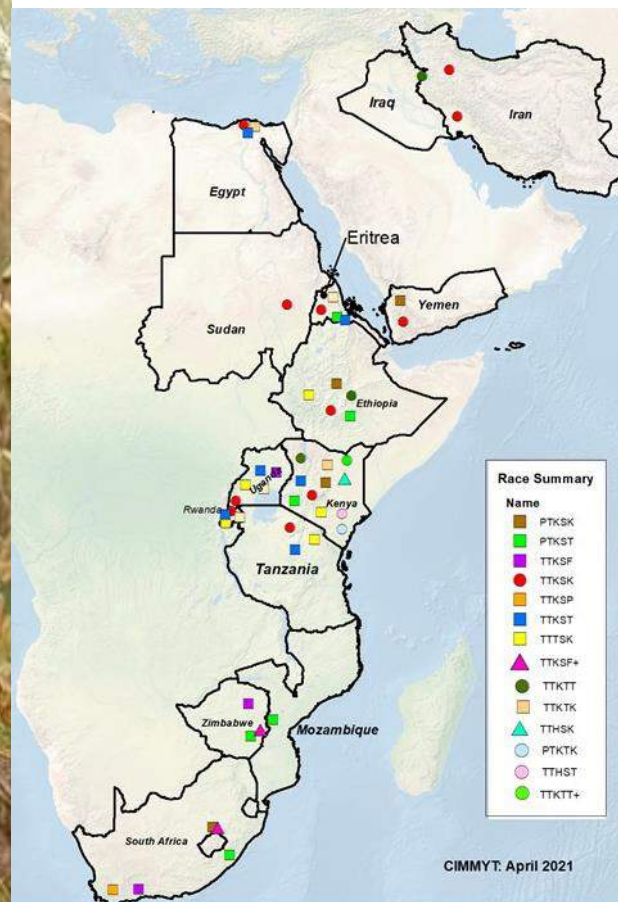 Iraq
Iran
Egypt
Eritrea
Sudan
Yemen
Ethiopia
Uganda
Rwanda
Kenya
Tanzania
Zimbabwe
Mozambique
South Africa
Race Summary
Name
PTKSK
PTKST
TTKSF
TTKSK
TTKSP
TTKST
TTTSK
TTKSF+
TTKTT
TTKTK
TTHSK
PTKTK
TTHST
TTKTT+
CIMMYT: April 2021